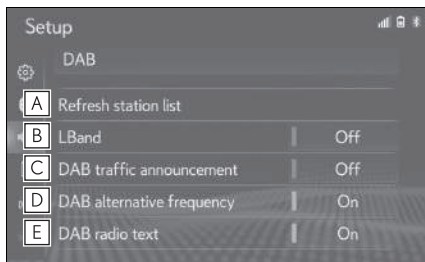 Setup
DAB
A Refresh station list
B LBand Off
C DAB traffic announcement Off
D DAB alternative frequency On
E DAB radio text On